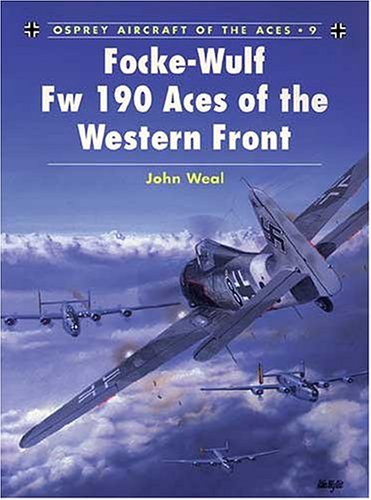 OSPREY AIRCRAFT OF THE ACES • 9
Focke-Wulf
Fw 190 Aces of the
Western Front
John Weal